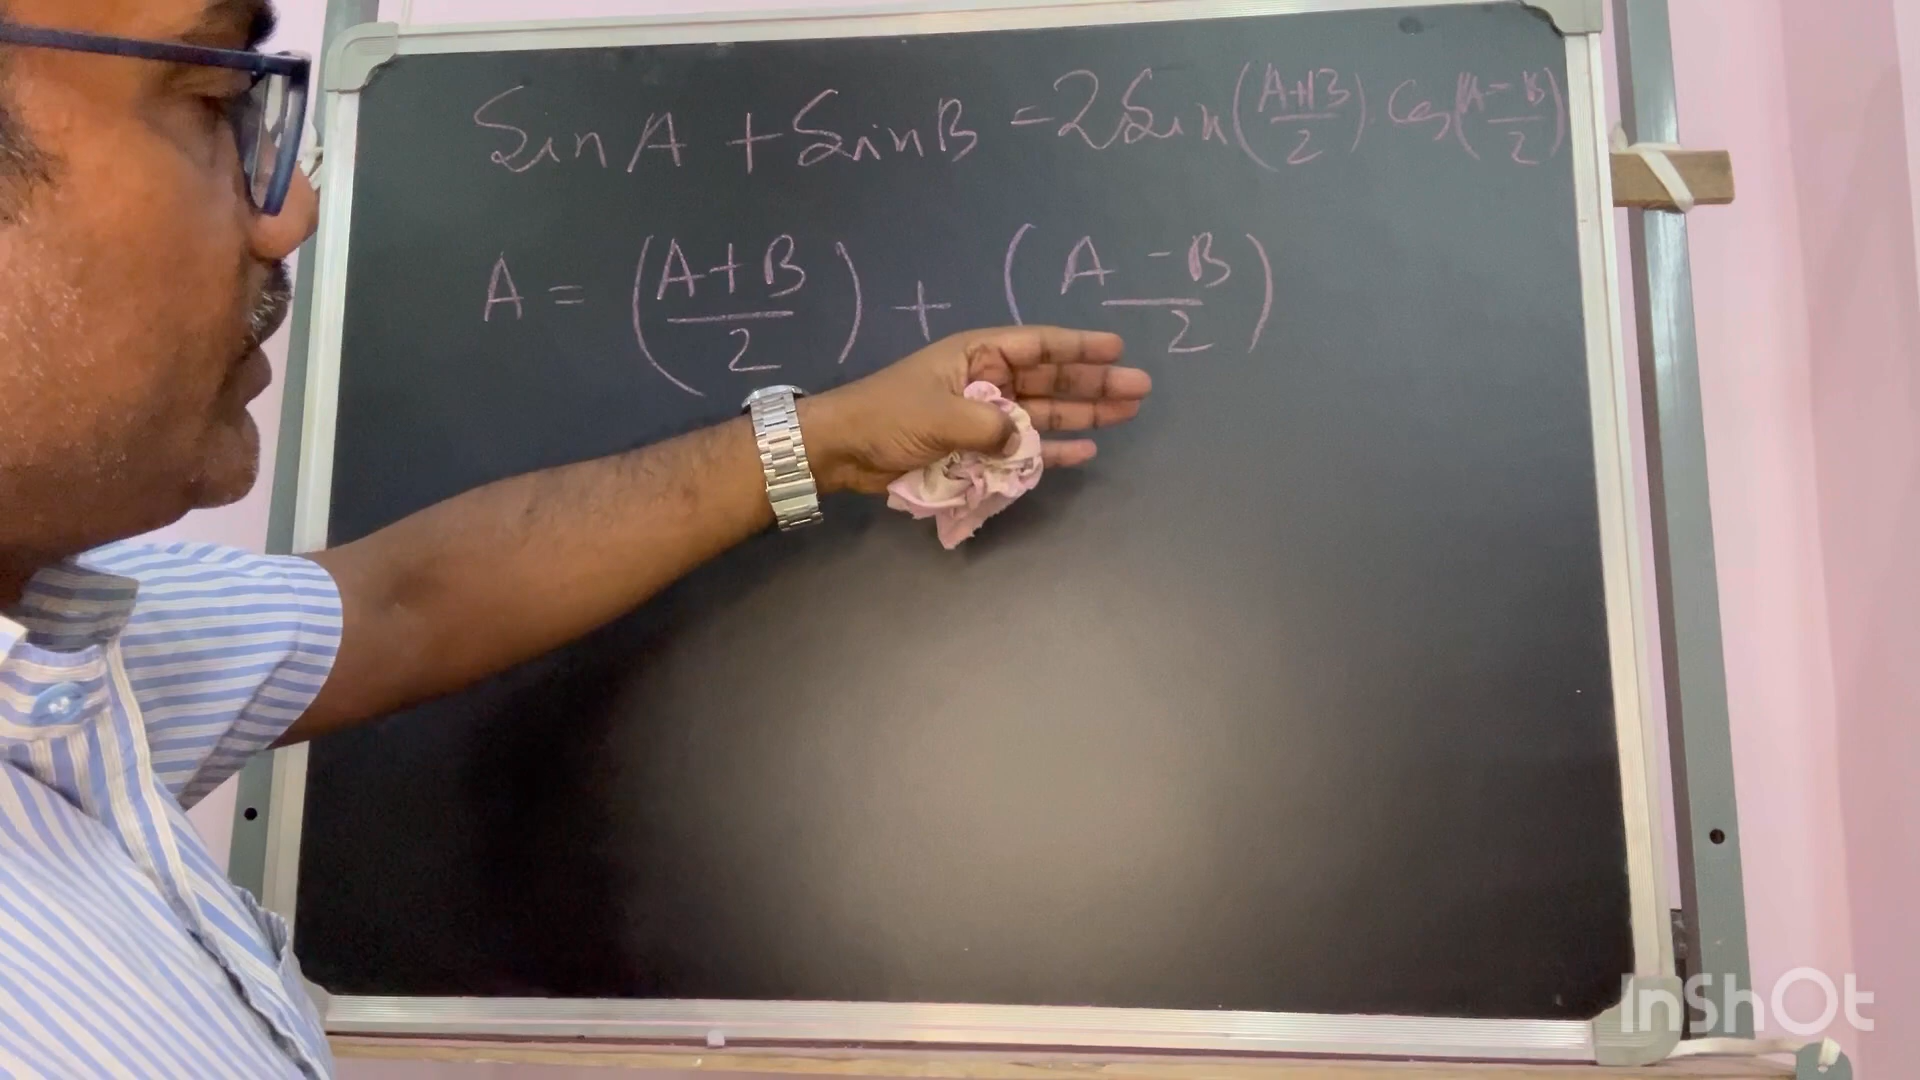 Sin A + Sin B = 2 Sin (A+B/2) . Cos (A-B/2)
A = (A+B/2) + (A-B/2)
InShOt